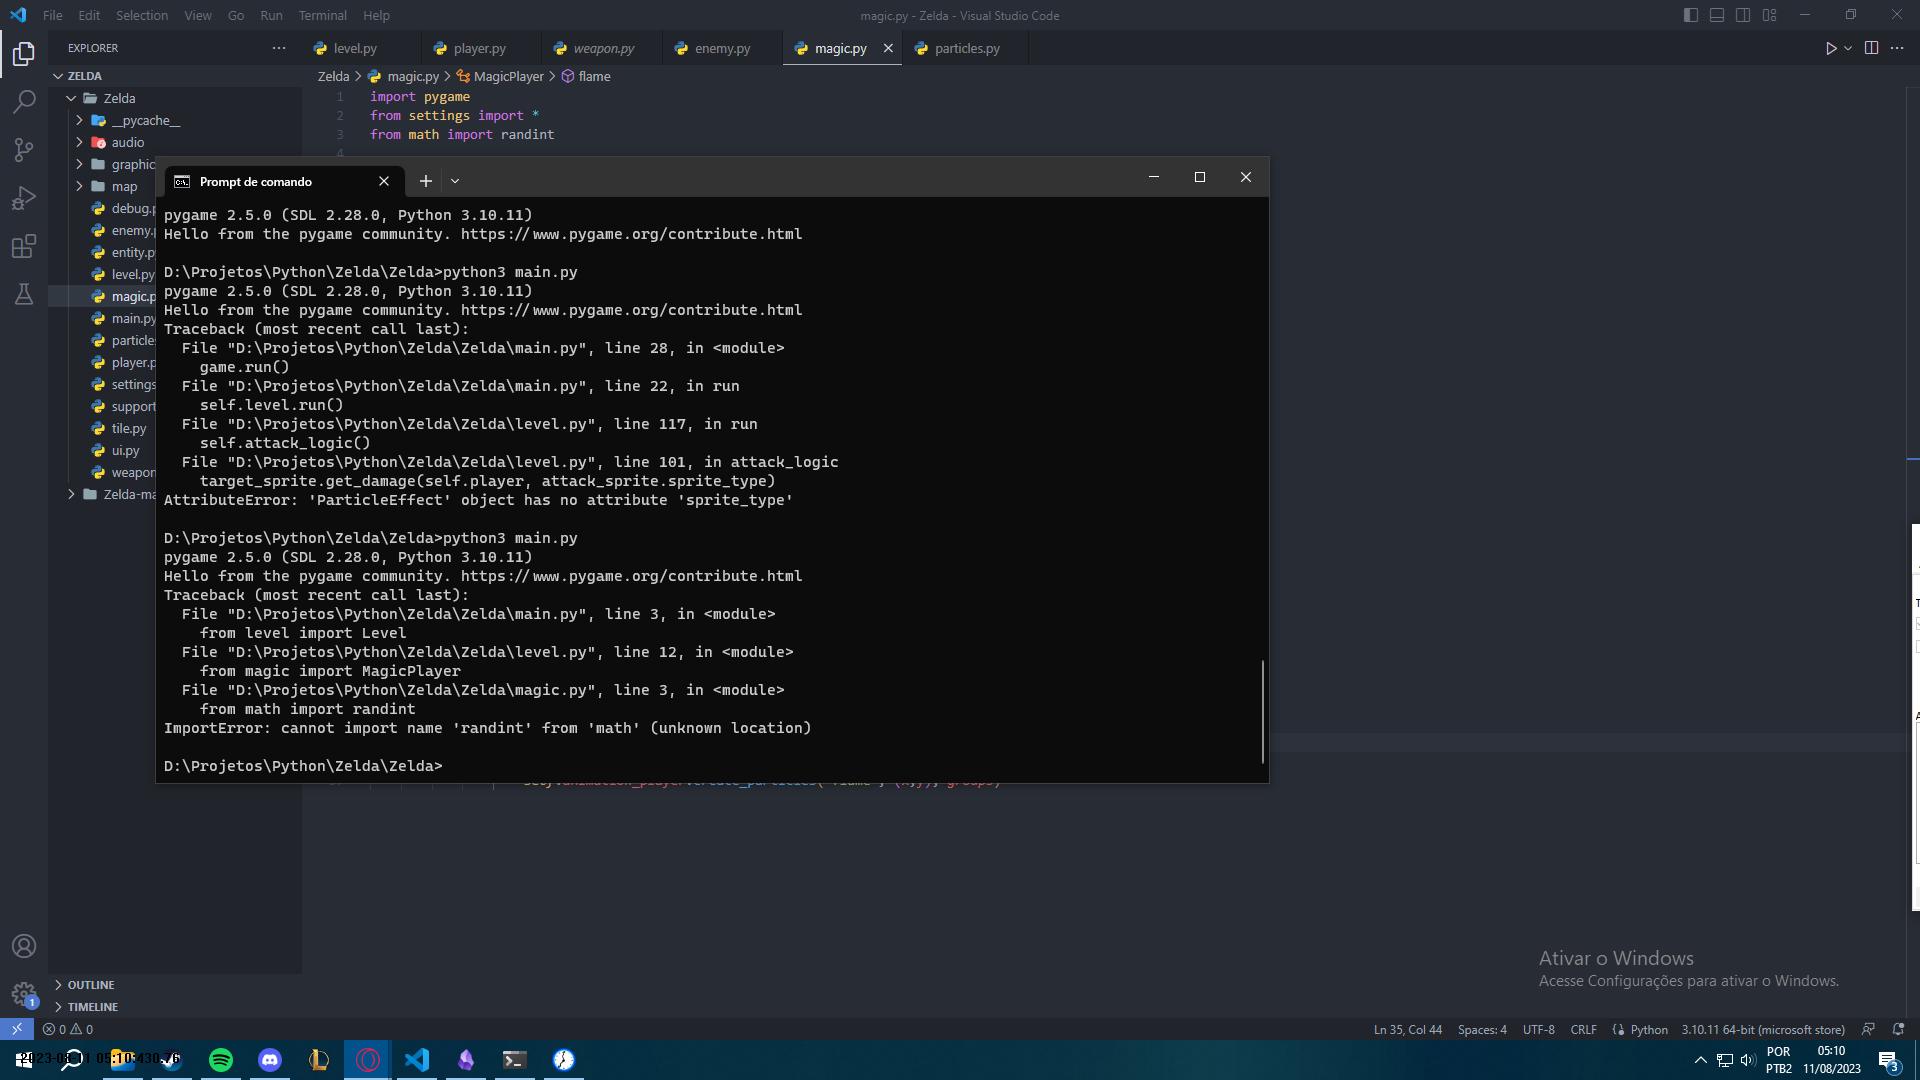 File Edit Selection View Go Run Terminal Help
magic.py - Zelda - Visual Studio Code
EXPLORER
level.py player.py weapon.py enemy.py magic.py particles.py
ZELDA
Zelda > magic.py > MagicPlayer > flame
Zelda
__pycache__
audio
graphic
map
debug.p
enemy.
entity.p
level.py
magic.p
main.py
particle
player.p
settings
support
tile.py
ui.py
weapon
Zelda-ma
OUTLINE
TIMELINE
1 import pygame
2 from settings import *
3 from math import randint
4
Prompt de comando
pygame 2.5.0 (SDL 2.28.0, Python 3.10.11)
Hello from the pygame community. https://www.pygame.org/contribute.html
D:\Projetos\Python\Zelda\Zelda>python3 main.py
pygame 2.5.0 (SDL 2.28.0, Python 3.10.11)
Hello from the pygame community. https://www.pygame.org/contribute.html
Traceback (most recent call last):
File "D:\Projetos\Python\Zelda\Zelda\main.py", line 28, in <module>
game.run()
File "D:\Projetos\Python\Zelda\Zelda\main.py", line 22, in run
self.level.run()
File "D:\Projetos\Python\Zelda\Zelda\level.py", line 117, in run
self.attack_logic()
File "D:\Projetos\Python\Zelda\Zelda\level.py", line 101, in attack_logic
target_sprite.get_damage(self.player, attack_sprite.sprite_type)
AttributeError: 'ParticleEffect' object has no attribute 'sprite_type'
D:\Projetos\Python\Zelda\Zelda>python3 main.py
pygame 2.5.0 (SDL 2.28.0, Python 3.10.11)
Hello from the pygame community. https://www.pygame.org/contribute.html
Traceback (most recent call last):
File "D:\Projetos\Python\Zelda\Zelda\main.py", line 3, in <module>
from level import Level
File "D:\Projetos\Python\Zelda\Zelda\level.py", line 12, in <module>
from magic import MagicPlayer
File "D:\Projetos\Python\Zelda\Zelda\magic.py", line 3, in <module>
from math import randint
ImportError: cannot import name 'randint' from 'math' (unknown location)
D:\Projetos\Python\Zelda\Zelda>
Ativar o Windows
Acesse Configurações para ativar o Windows.
1
0 0
Ln 35, Col 44 Spaces: 4 UTF-8 CRLF Python 3.10.11 64-bit (microsoft store)
POR
PTB2
05:10
11/08/2023
3